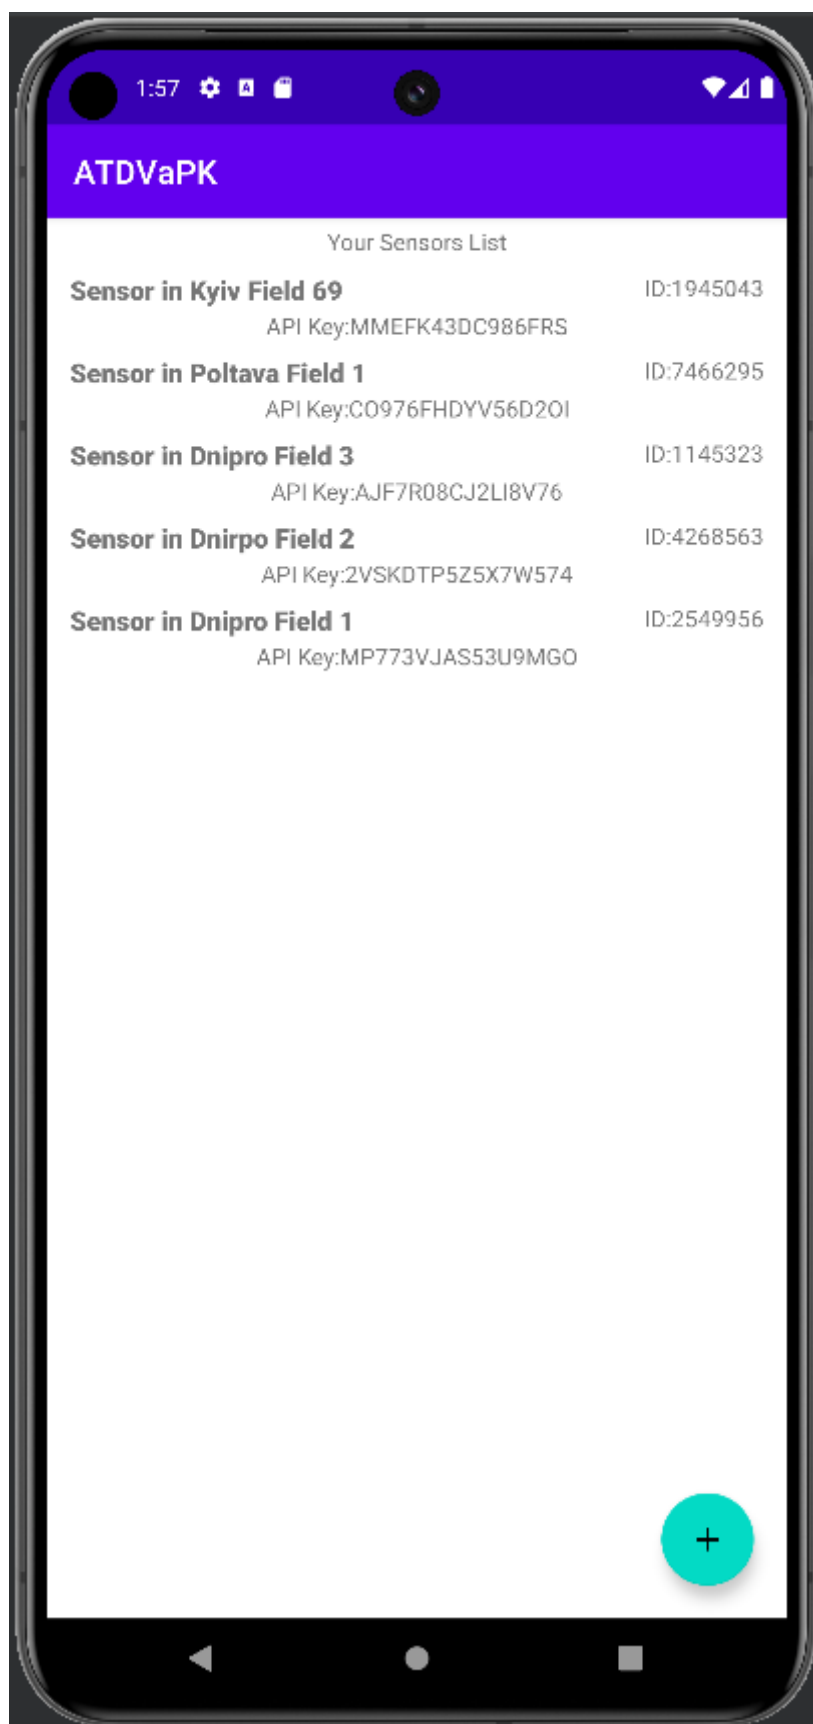 1:57
ATDVaPK
Your Sensors List
Sensor in Kyiv Field 69 ID:1945043
API Key:MMEFK43DC986FRS
Sensor in Poltava Field 1 ID:7466295
API Key:CO976FHDYV56D2OI
Sensor in Dnipro Field 3 ID:1145323
API Key:AJF7R08CJ2LI8V76
Sensor in Dnirpo Field 2 ID:4268563
API Key:2VSKDTP5Z5X7W574
Sensor in Dnipro Field 1 ID:2549956
API Key:MP773VJAS53U9MGO